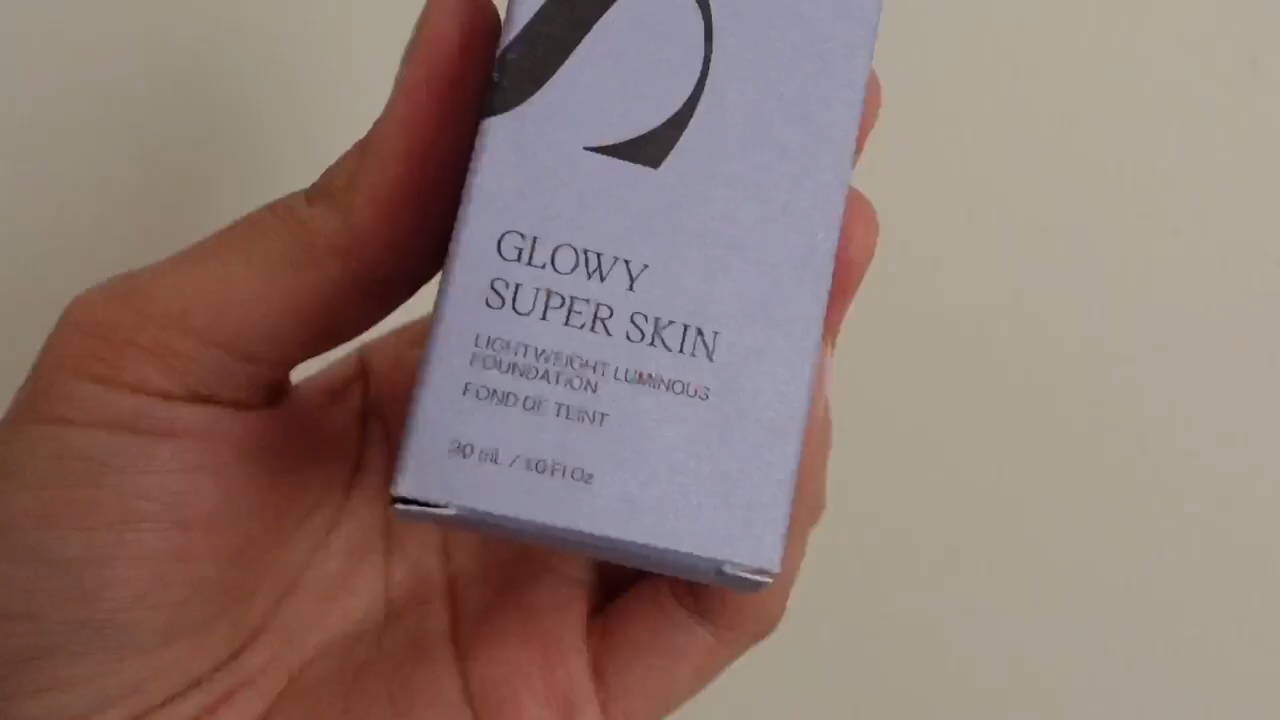 GLOWY
SUPER SKIN
LIGHTWEIGHT LUMINOUS
FOUNDATION
FOND DE TEINT
30 mL / 1.0 Fl Oz